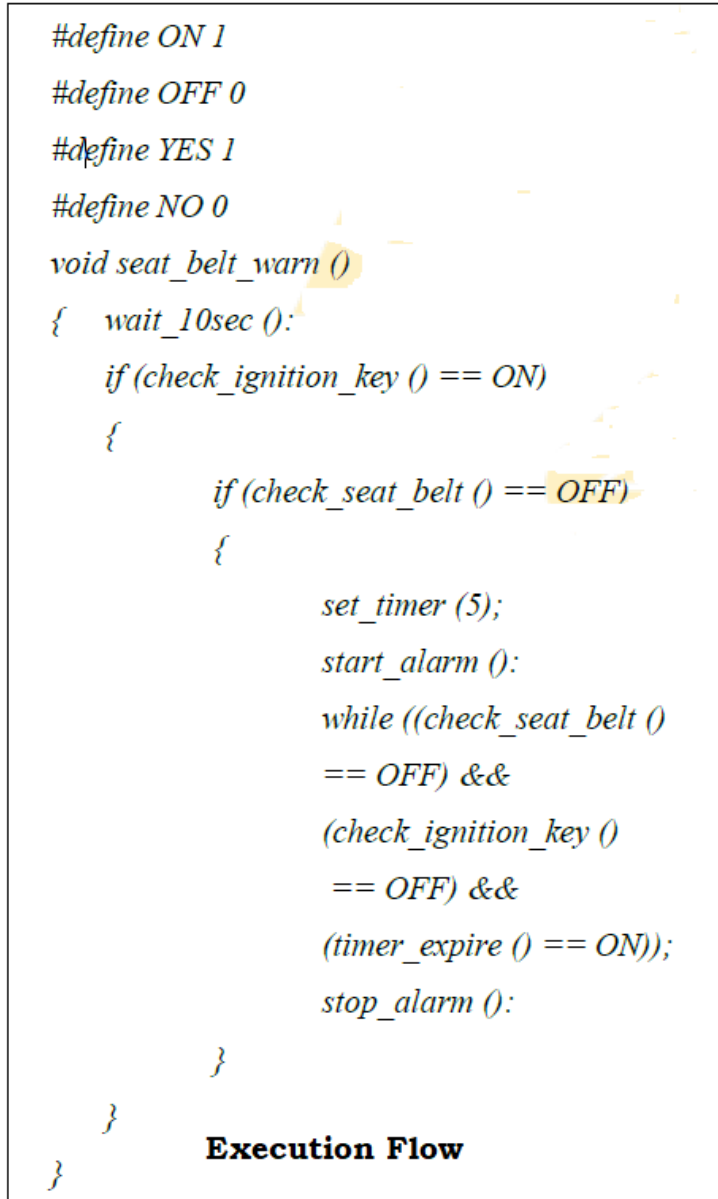 #define ON 1
#define OFF 0
#define YES 1
#define NO 0
void seat_belt_warn ()
{ wait_10sec ():
if (check_ignition_key () == ON)
{
if (check_seat_belt () == OFF)
{
set_timer (5);
start_alarm ():
while ((check_seat_belt ()
== OFF) &&
(check_ignition_key ()
== OFF) &&
(timer_expire () == ON));
stop_alarm ():
}
}
Execution Flow
}